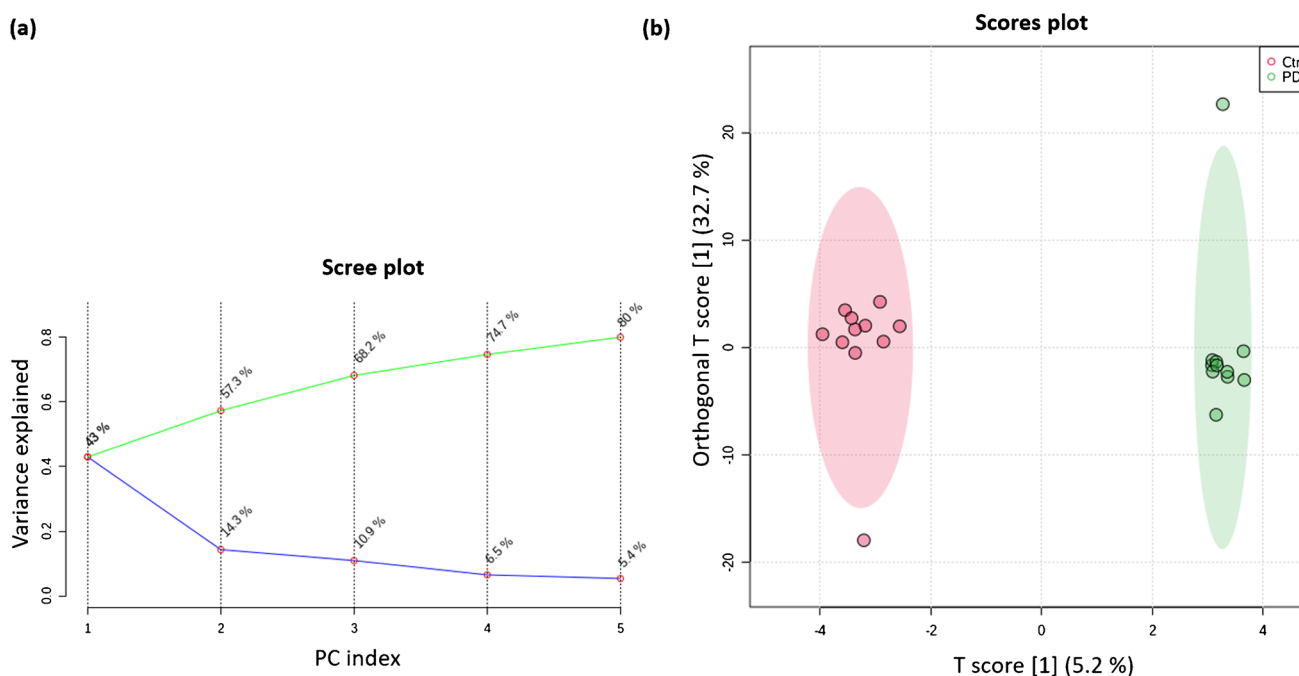 (a)
Scree plot
Variance explained
0.0
0.2
0.4
0.6
0.8
43 %
57.3 %
68.2 %
74.7 %
80 %
14.3 %
10.9 %
6.5 %
5.4 %
1
2
3
4
5
PC index
(b)
Scores plot
Ctr
PD
Orthogonal T score [1] (32.7 %)
20
10
0
-10
-20
-4
-2
0
2
4
T score [1] (5.2 %)